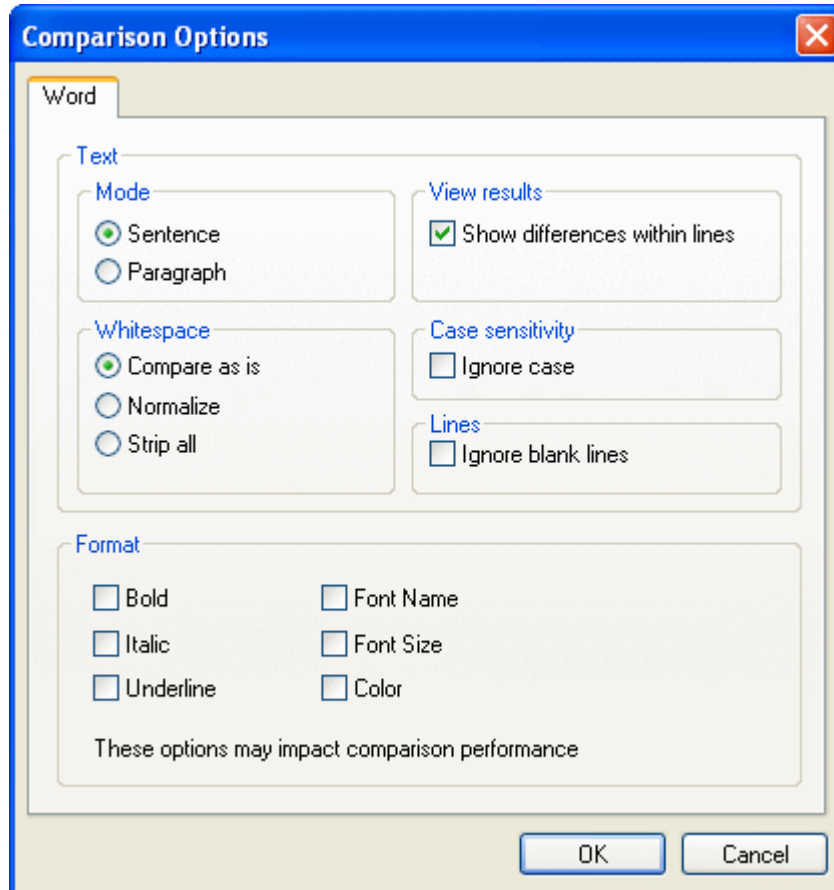 Comparison Options
Word
Text
Mode
Sentence
Paragraph
View results
Show differences within lines
Whitespace
Compare as is
Normalize
Strip all
Case sensitivity
Ignore case
Lines
Ignore blank lines
Format
Bold
Font Name
Italic
Font Size
Underline
Color
These options may impact comparison performance
OK
Cancel